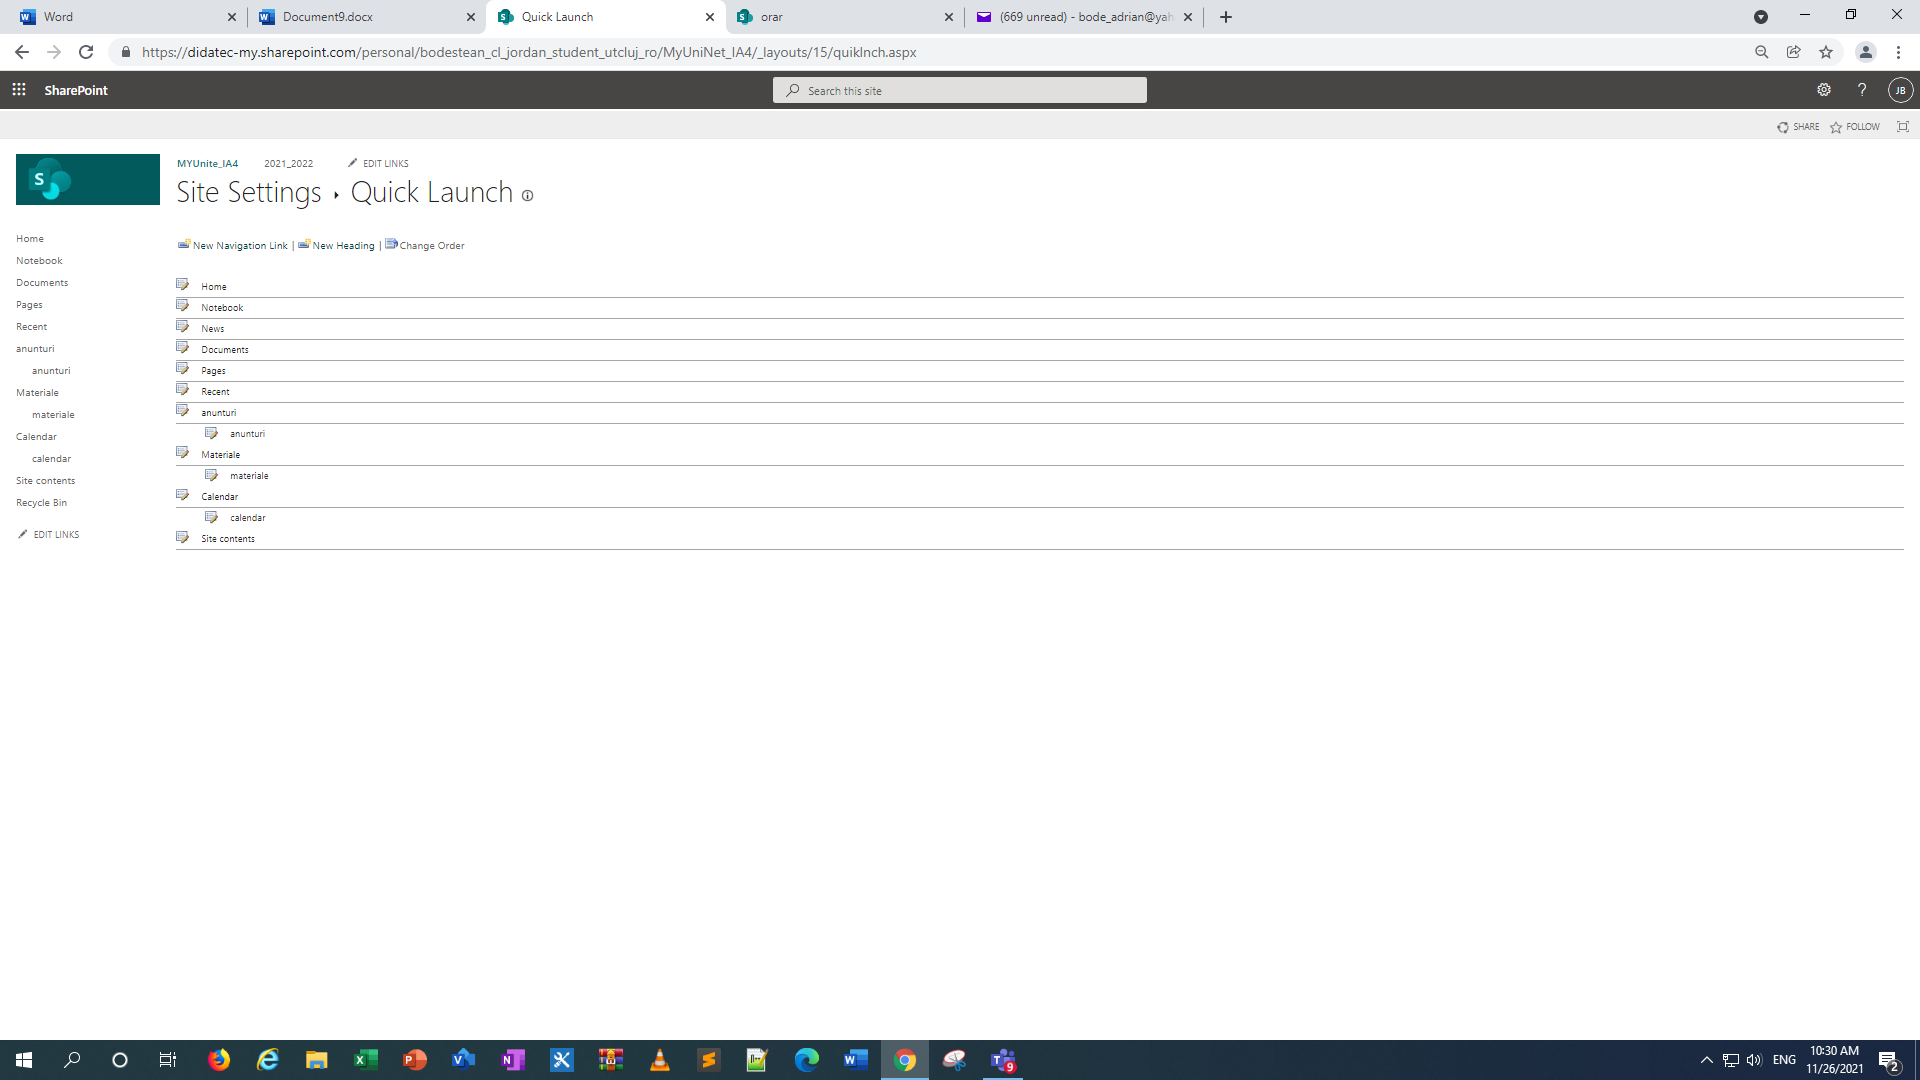 Word
Document9.docx
Quick Launch
orar
(669 unread) - bode_adrian@yah
https://didatec-my.sharepoint.com/personal/bodestean_cl_jordan_student_utcluj_ro/MyUniNet_IA4/_layouts/15/quiklnch.aspx
SharePoint
Search this site
?
JB
SHARE
FOLLOW
S
MYUnite_IA4
2021_2022
EDIT LINKS
Site Settings
Quick Launch
Home
Notebook
Documents
Pages
Recent
anunturi
anunturi
Materiale
materiale
Calendar
calendar
Site contents
Recycle Bin
EDIT LINKS
New Navigation Link | New Heading | Change Order
Home
Notebook
News
Documents
Pages
Recent
anunturi
anunturi
Materiale
materiale
Calendar
calendar
Site contents
9
ENG
10:30 AM
11/26/2021
2